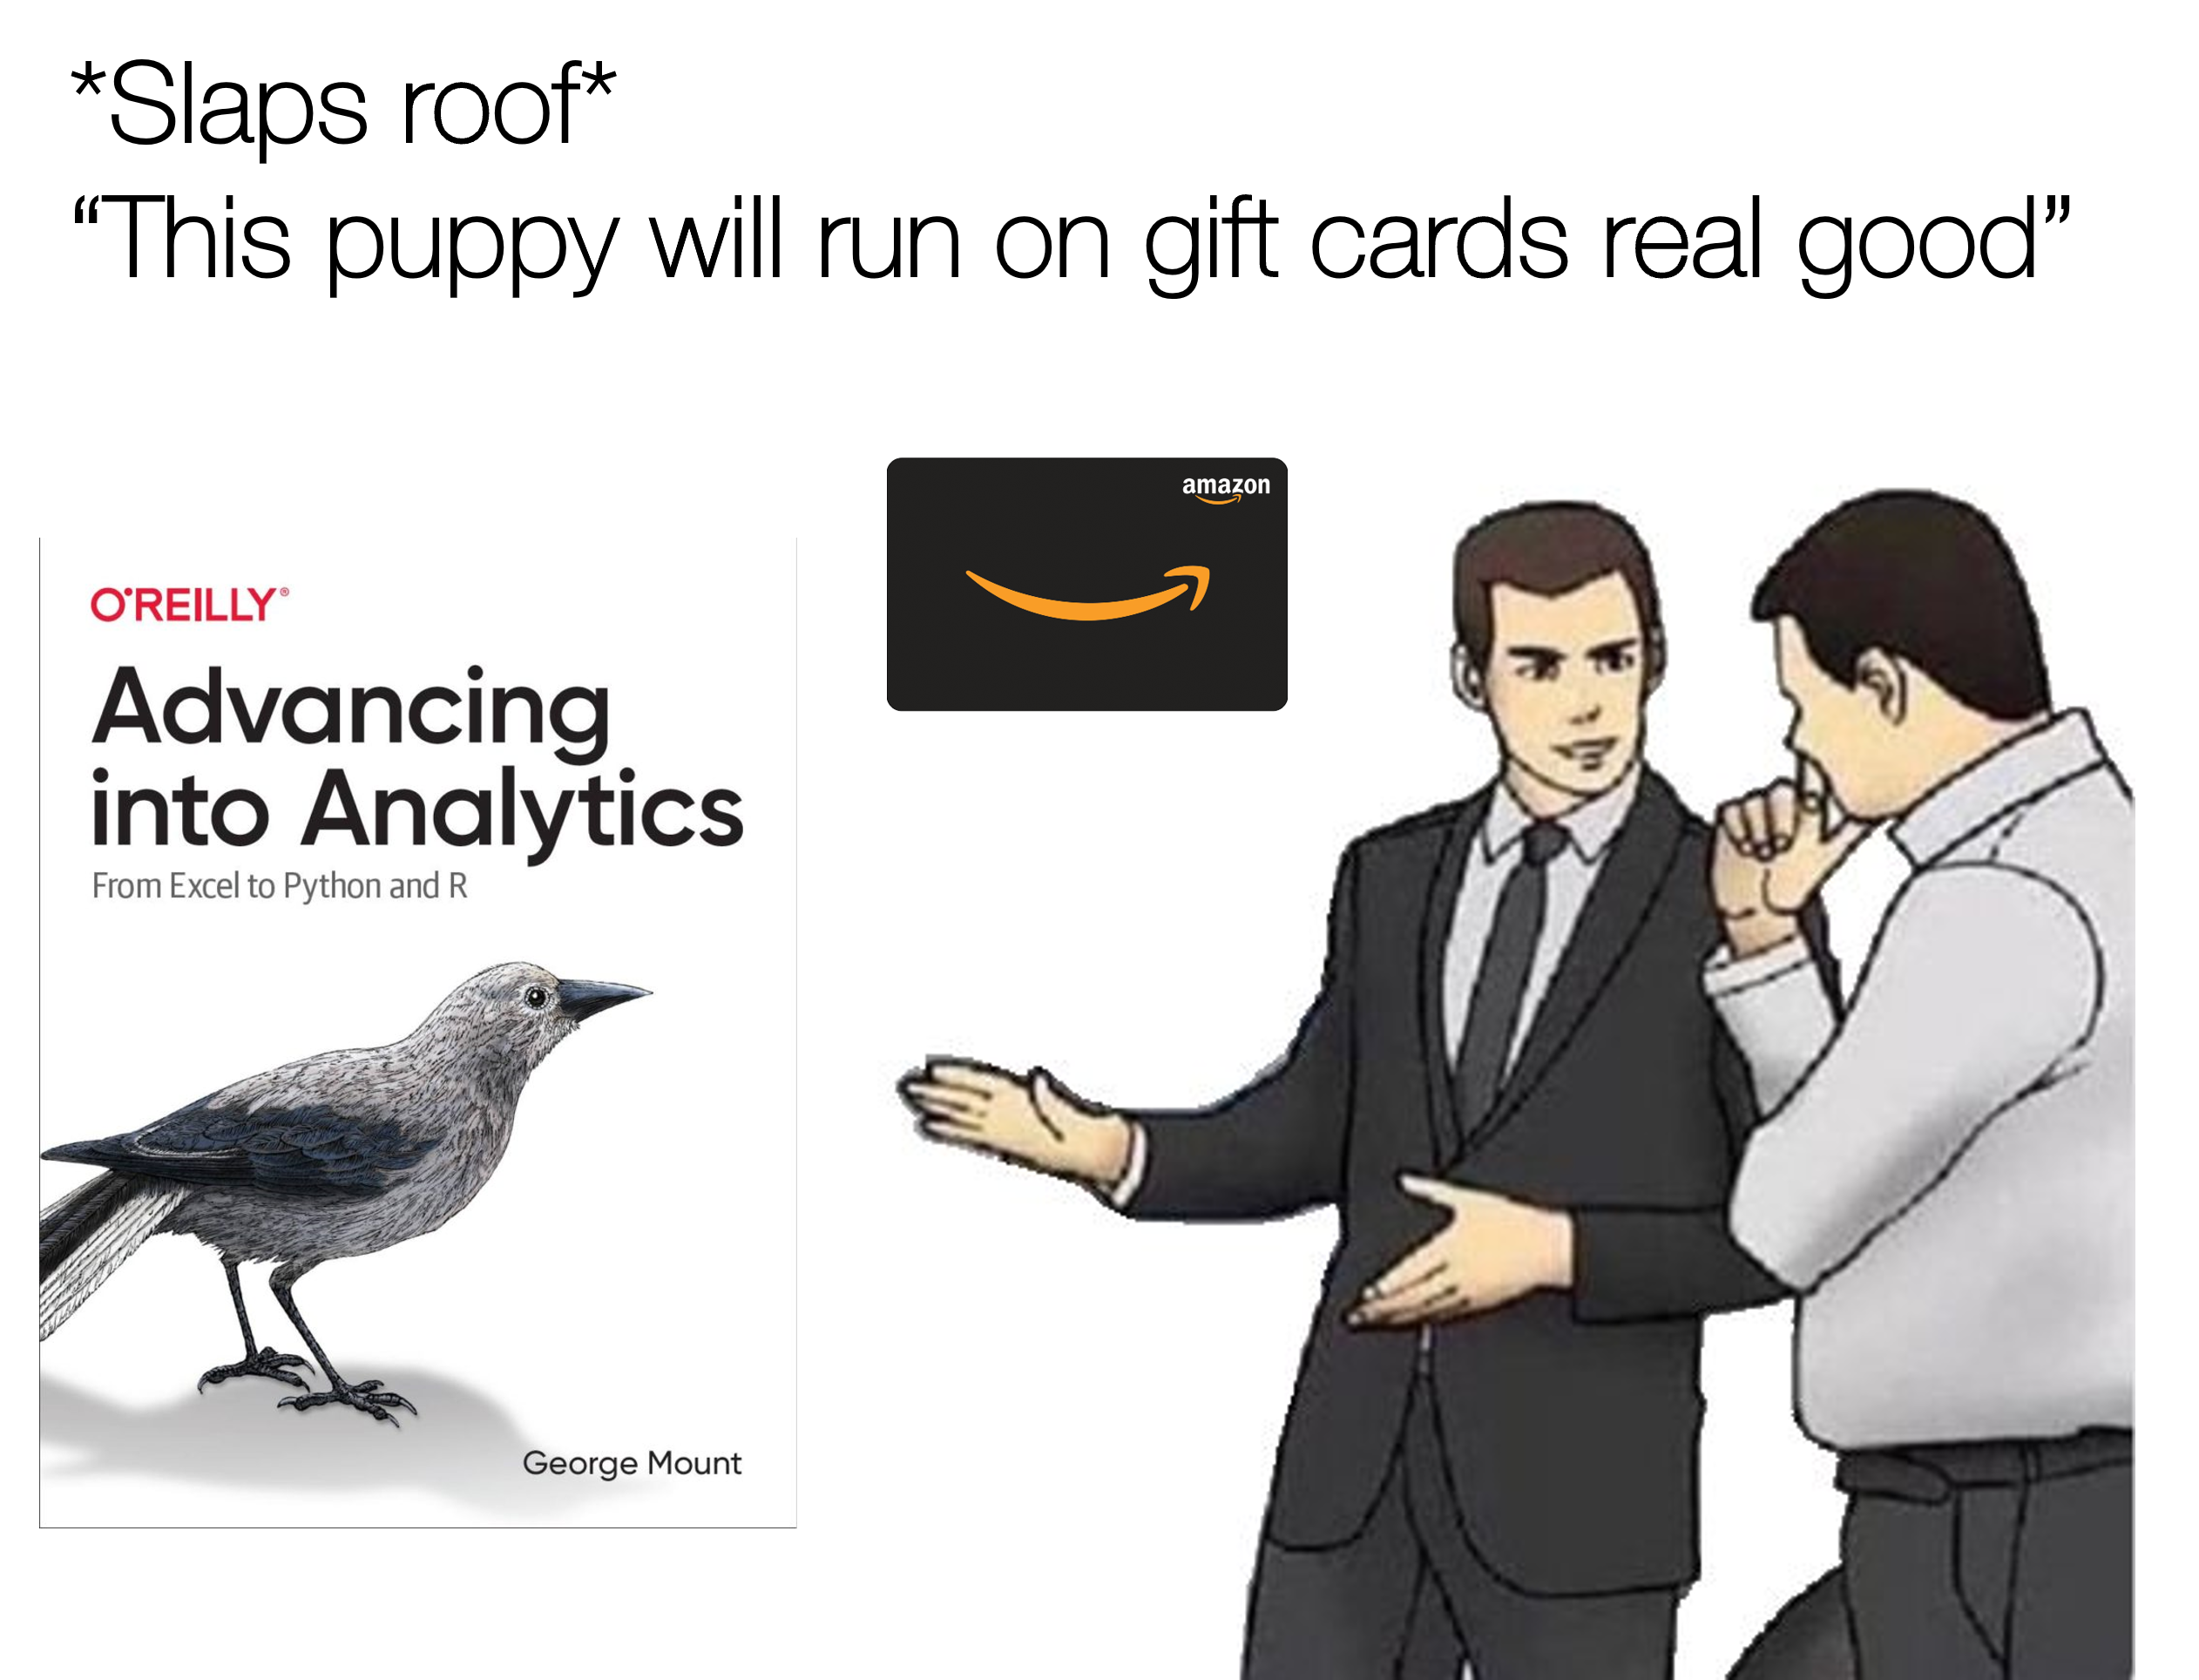 *Slaps roof*
“This puppy will run on gift cards real good”
amazon
O'REILLY®
Advancing
into Analytics
From Excel to Python and R
George Mount